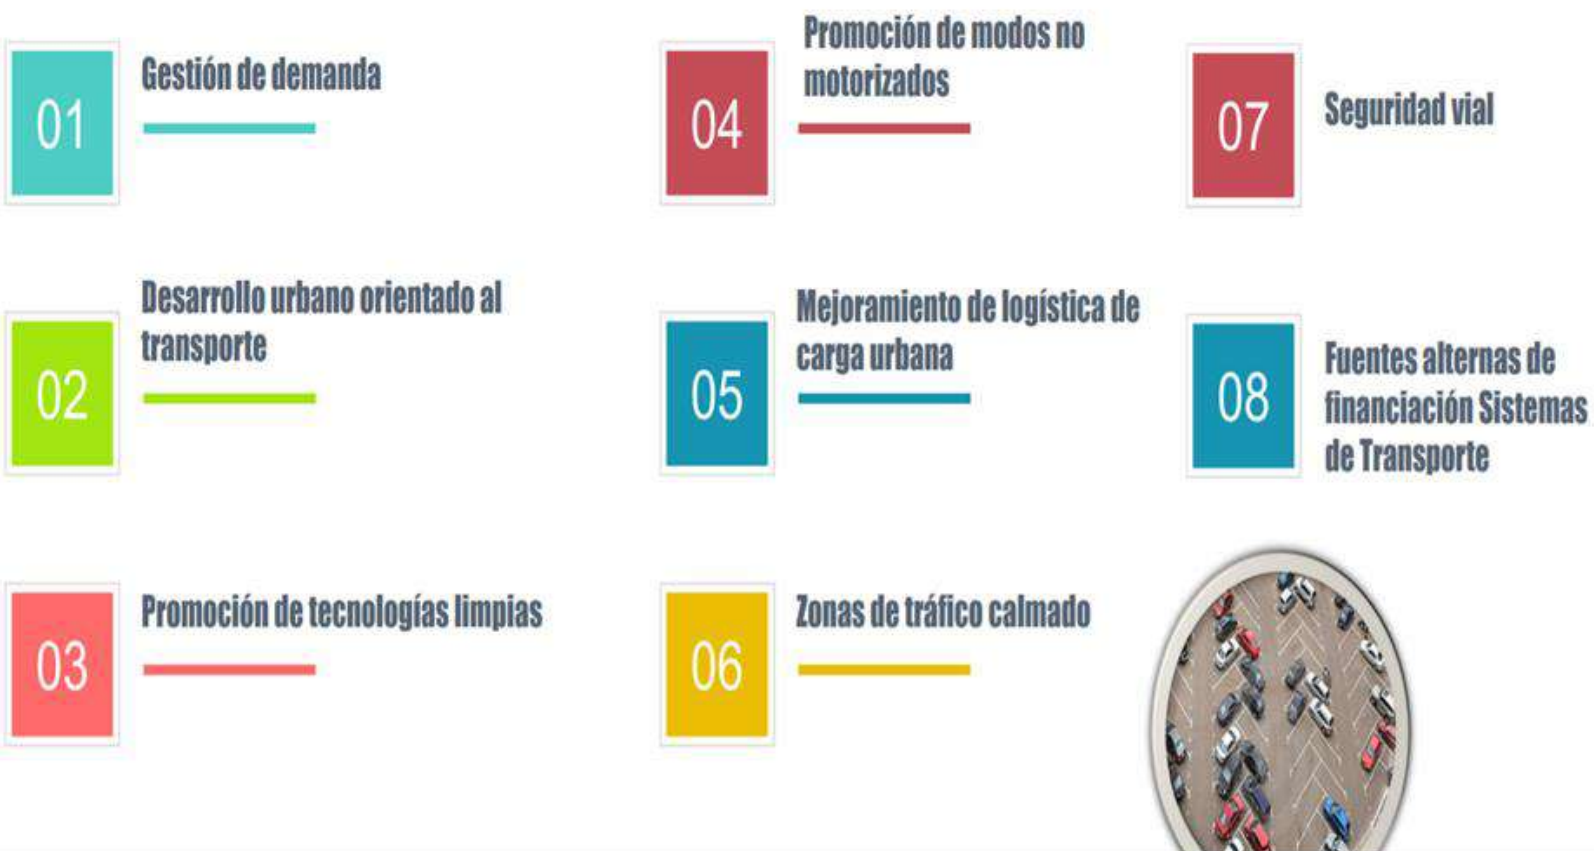 01
Gestión de demanda
02
Desarrollo urbano orientado al
transporte
03
Promoción de tecnologías limpias
04
Promoción de modos no
motorizados
05
Mejoramiento de logística de
carga urbana
06
Zonas de tráfico calmado
07
Seguridad vial
08
Fuentes alternas de
financiación Sistemas
de Transporte